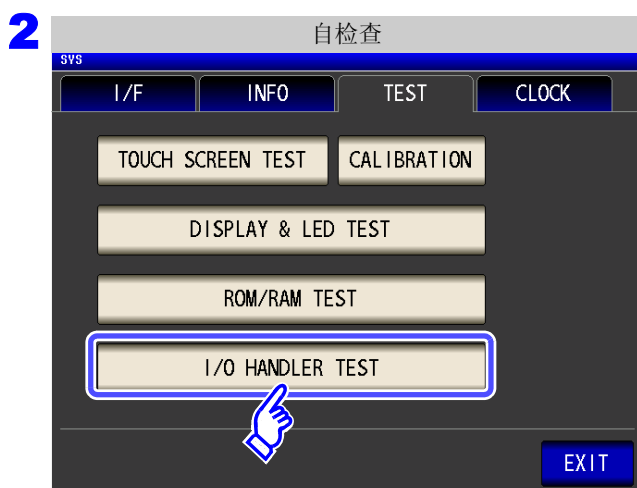 2
自检查
SYS
I/F INFO TEST CLOCK
TOUCH SCREEN TEST CALIBRATION
DISPLAY & LED TEST
ROM/RAM TEST
I/O HANDLER TEST
EXIT